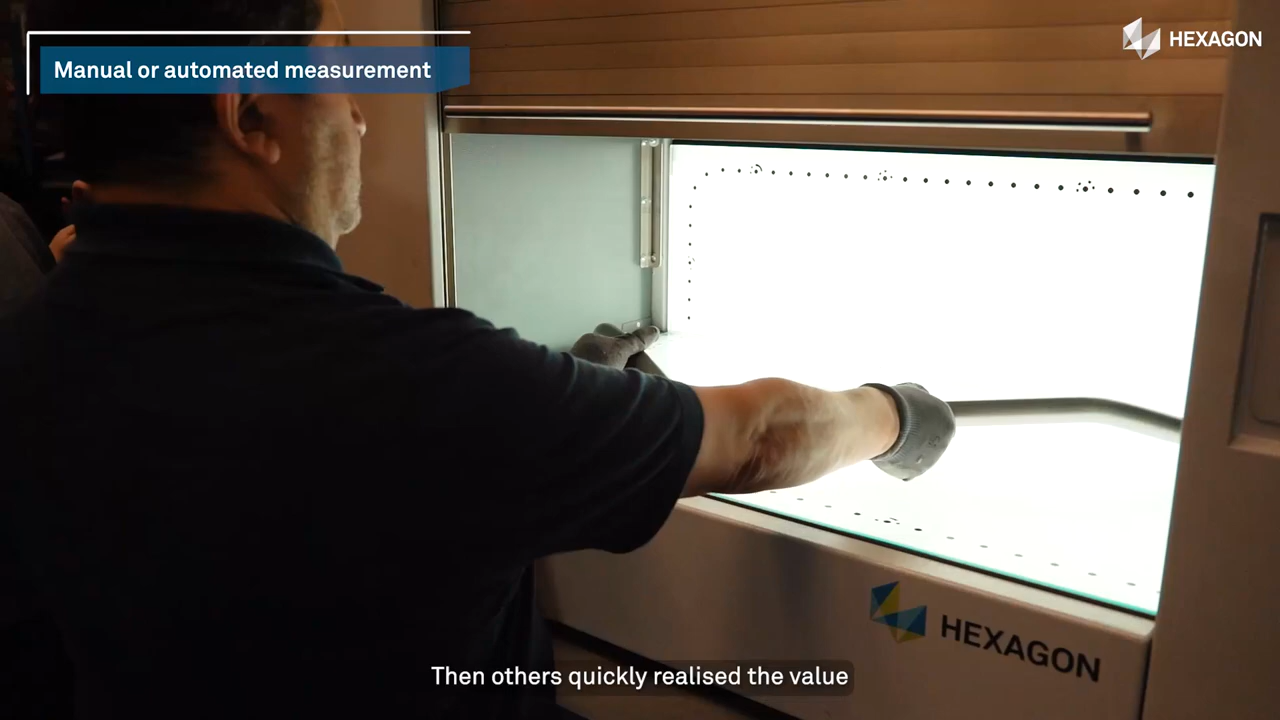 Manual or automated measurement
HEXAGON
HEXAGON
Then others quickly realised the value